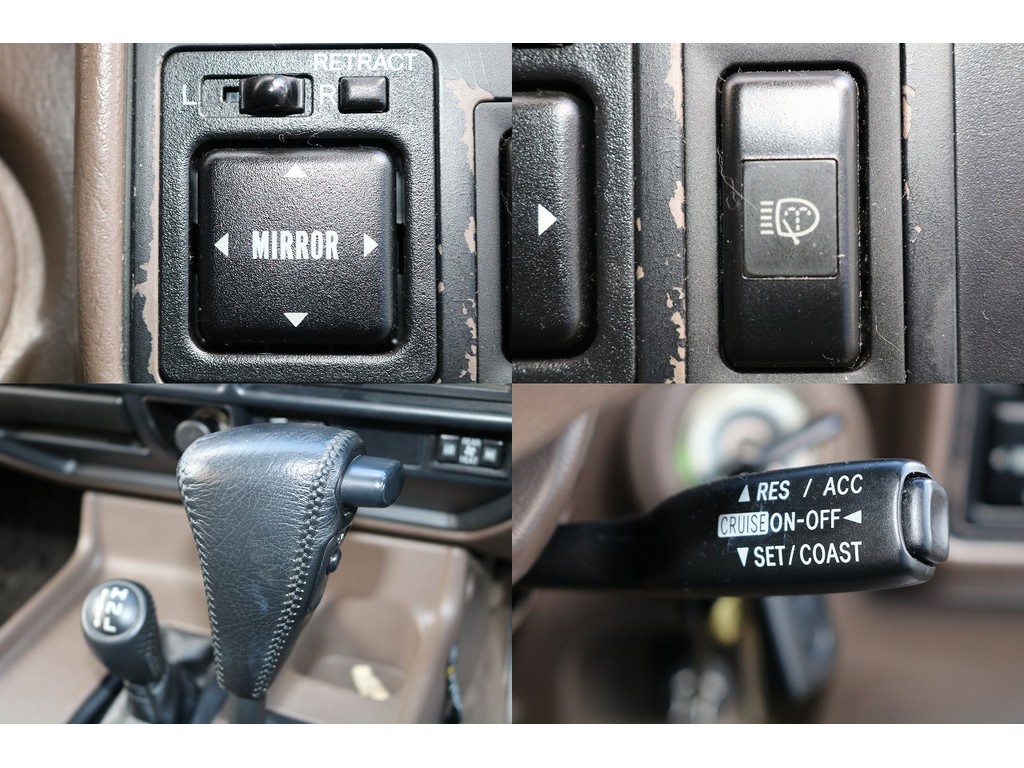 RETRACT
L R
MIRROR
H
N
L
RES / ACC
CRUISE ON-OFF
SET/COAST